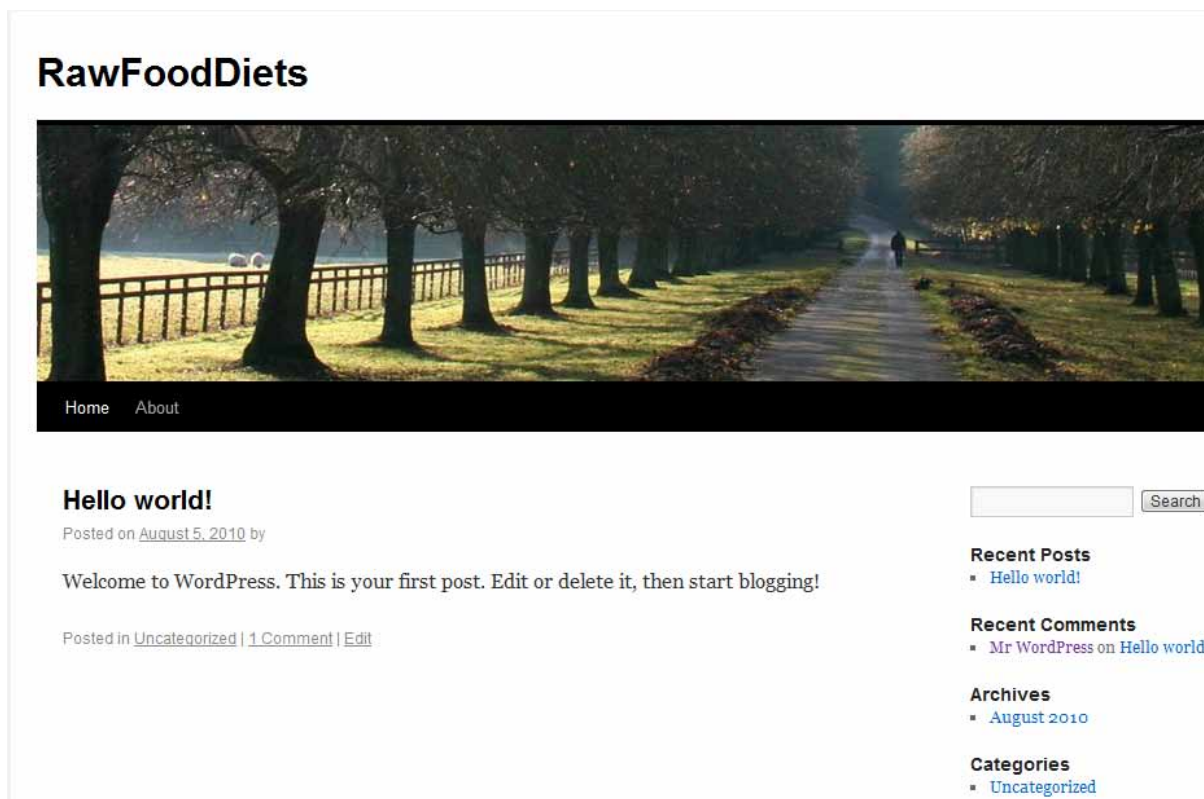 RawFoodDiets
Home About
Hello world!
Posted on August 5, 2010 by
Welcome to WordPress. This is your first post. Edit or delete it, then start blogging!
Posted in Uncategorized | 1 Comment | Edit
Search
Recent Posts
Hello world!
Recent Comments
Mr WordPress on Hello world
Archives
August 2010
Categories
Uncategorized